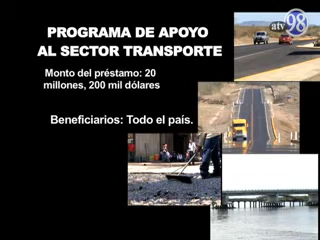 PROGRAMA DE APOYO
AL SECTOR TRANSPORTE
Monto del préstamo: 20
millones, 200 mil dólares
Beneficiarios: Todo el país.
atv 98